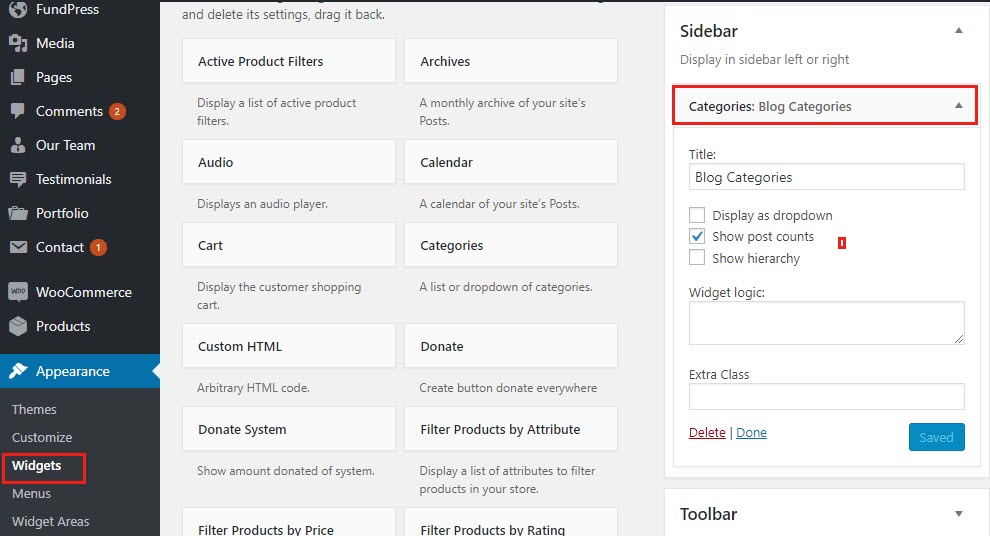 FundPress
Media
Pages
Comments 2
Our Team
Testimonials
Portfolio
Contact 1
Woo WooCommerce
Products
Appearance
Themes
Customize
Widgets
Menus
Widget Areas
and delete its settings, drag it back.
Active Product Filters
Display a list of active product
filters.
Archives
A monthly archive of your site's
Posts.
Audio
Displays an audio player.
Calendar
A calendar of your site's Posts.
Cart
Display the customer shopping
cart.
Categories
A list or dropdown of categories.
Custom HTML
Arbitrary HTML code.
Donate
Create button donate everywhere
Donate System
Show amount donated of system.
Filter Products by Attribute
Display a list of attributes to filter
products in your store.
Filter Products by Price
Filter Products by Rating
Sidebar
Display in sidebar left or right
Categories: Blog Categories
Title:
Blog Categories
Display as dropdown
Show post counts
Show hierarchy
Widget logic:
Extra Class
Delete | Done
Saved
Toolbar